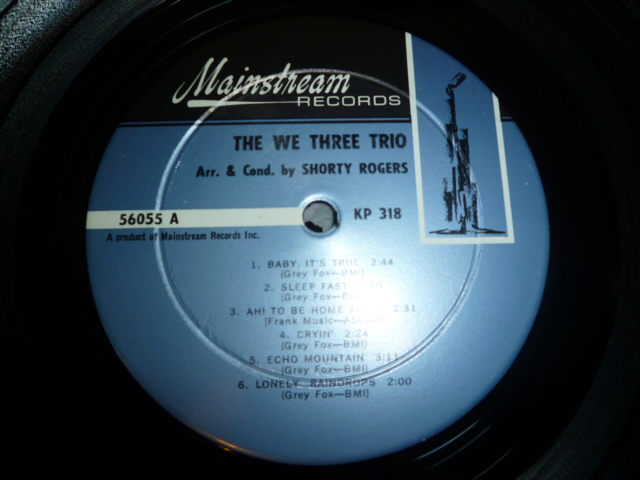 Mainstream
RECORDS
THE WE THREE TRIO
Arr. & Cond. by SHORTY ROGERS
56055 A
KP 318
A product of Mainstream Records Inc.
1. BABY, IT'S TRUE 2:44
(Grey Fox—BMI)
2. SLEEP FAST
(Grey Fox—BMI)
3. AH! TO BE HOME 2:31
(Frank Music—ASCAP)
4. CRYIN' 2:24
(Grey Fox—BMI)
5. ECHO MOUNTAIN 3:11
(Grey Fox—BMI)
6. LONELY RAINDROPS 2:00
(Grey Fox—BMI)